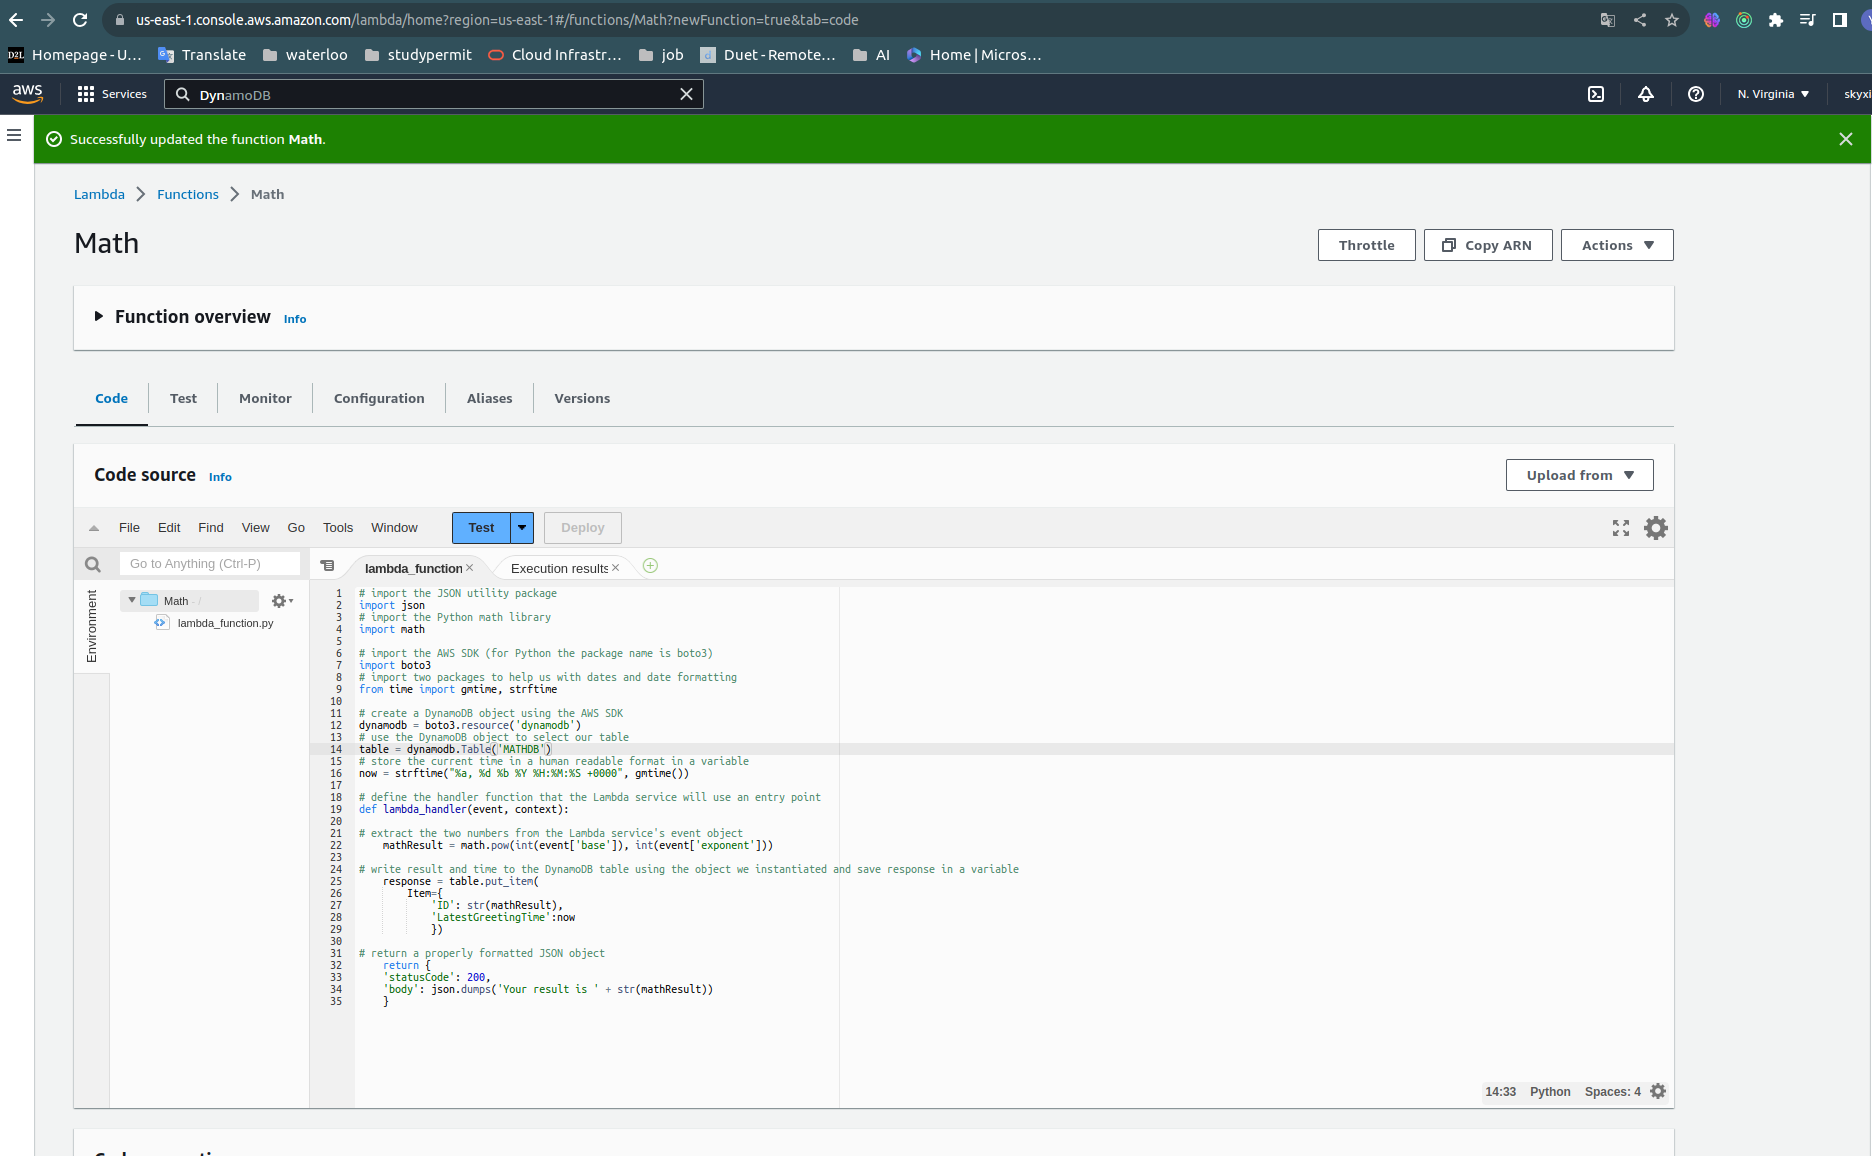 us-east-1.console.aws.amazon.com/lambda/home?region=us-east-1#/functions/Math?newFunction=true&tab=code
D2L Homepage - U... Translate waterloo studypermit Cloud Infrastr... job d Duet - Remote... AI Home | Micros...
aws Services DynamoDB N. Virginia skyxi
Successfully updated the function Math.
Lambda Functions Math
Math
Throttle Copy ARN Actions
Function overview Info
Code Test Monitor Configuration Aliases Versions
Code source Info
Upload from
File Edit Find View Go Tools Window Test Deploy
Go to Anything (Ctrl-P)
lambda_function Execution results
Environment
Math - /
lambda_function.py
1 # import the JSON utility package
2 import json
3 # import the Python math library
4 import math
5
6 # import the AWS SDK (for Python the package name is boto3)
7 import boto3
8 # import two packages to help us with dates and date formatting
9 from time import gmtime, strftime
10
11 # create a DynamoDB object using the AWS SDK
12 dynamodb = boto3.resource('dynamodb')
13 # use the DynamoDB object to select our table
14 table = dynamodb.Table('MATHDB')
15 # store the current time in a human readable format in a variable
16 now = strftime("%a, %d %b %Y %H:%M:%S +0000", gmtime())
17
18 # define the handler function that the Lambda service will use an entry point
19 def lambda_handler(event, context):
20
21 # extract the two numbers from the Lambda service's event object
22     mathResult = math.pow(int(event['base']), int(event['exponent']))
23
24 # write result and time to the DynamoDB table using the object we instantiated and save response in a variable
25     response = table.put_item(
26         Item={
27             'ID': str(mathResult),
28             'LatestGreetingTime':now
29             })
30
31 # return a properly formatted JSON object
32     return {
33     'statusCode': 200,
34     'body': json.dumps('Your result is ' + str(mathResult))
35     }
14:33 Python Spaces: 4